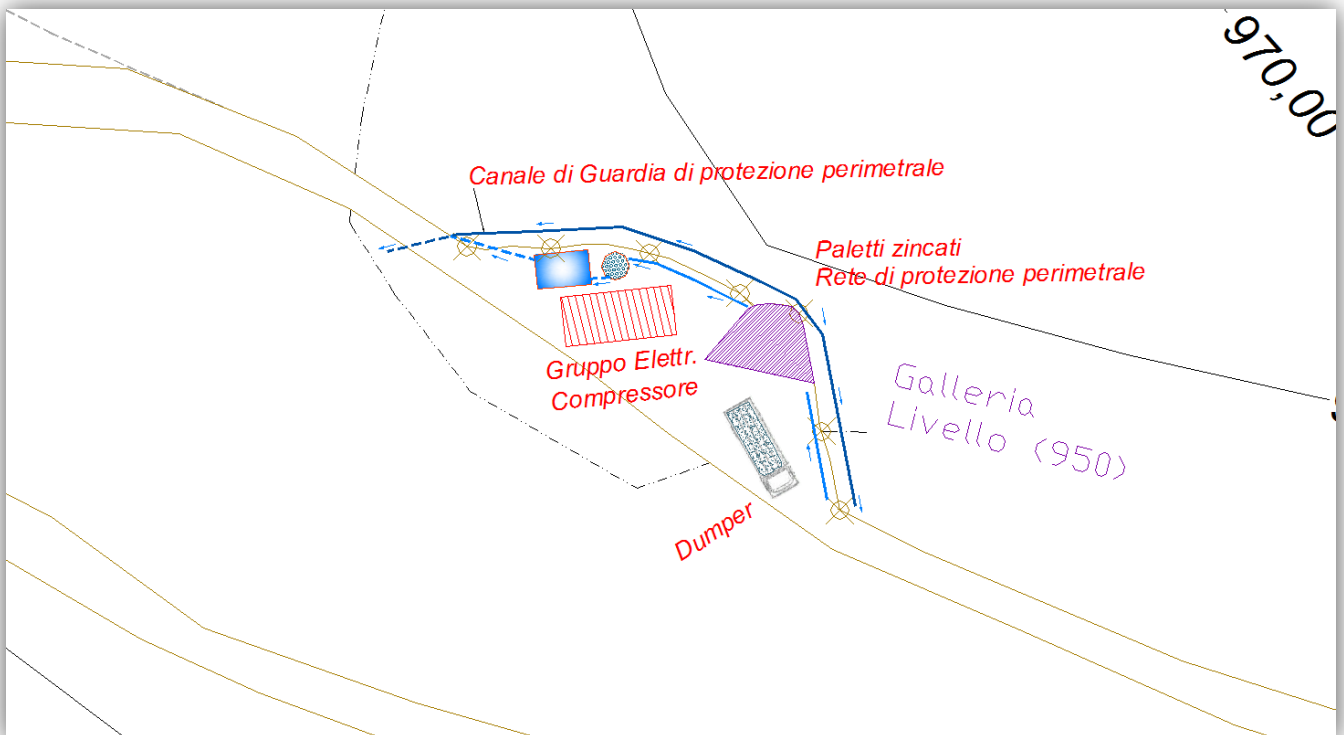 970,00
Canale di Guardia di protezione perimetrale
Paletti zincati
Rete di protezione perimetrale
Gruppo Elettr.
Compressore
Galleria
Livello (950)
Dumper